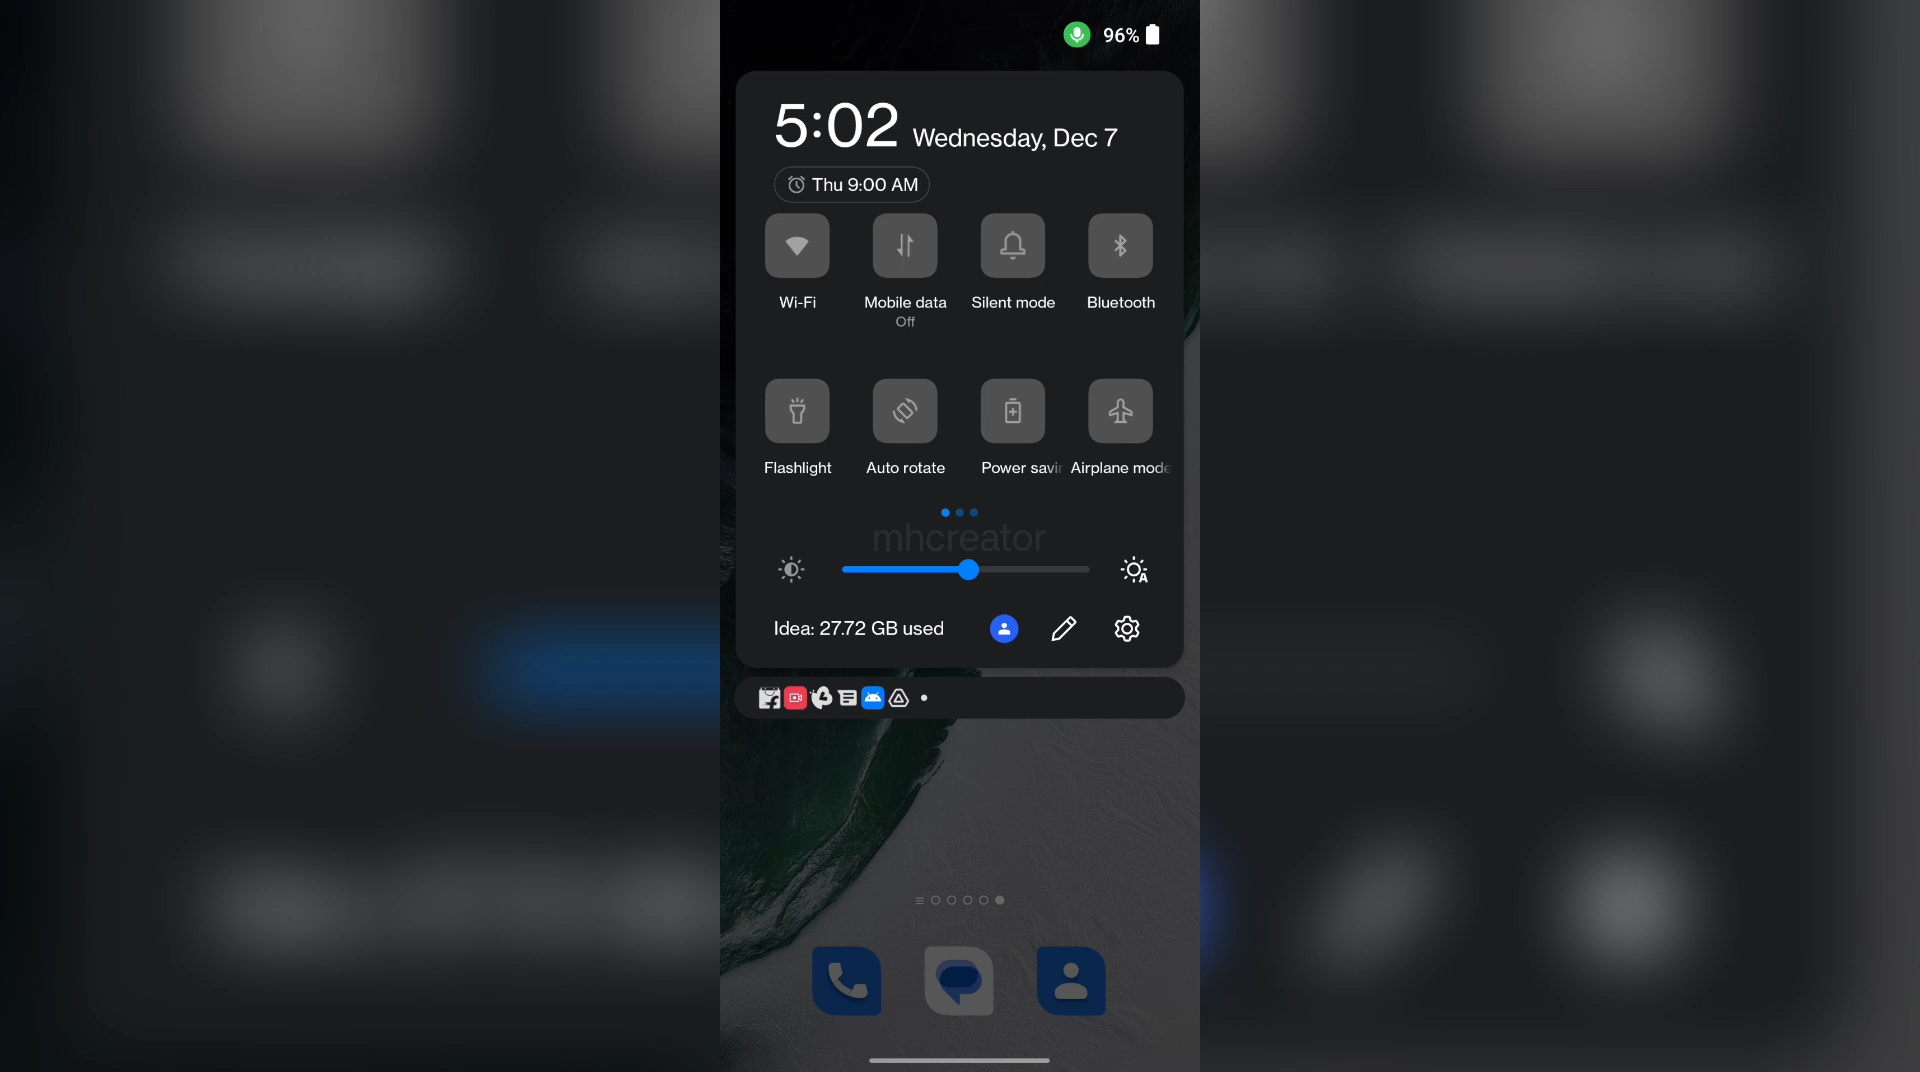 96%
5:02 Wednesday, Dec 7
Thu 9:00 AM
Wi-Fi Mobile data Silent mode Bluetooth
Off
Flashlight Auto rotate Power savi Airplane mode
mhcreator
A
Idea: 27.72 GB used